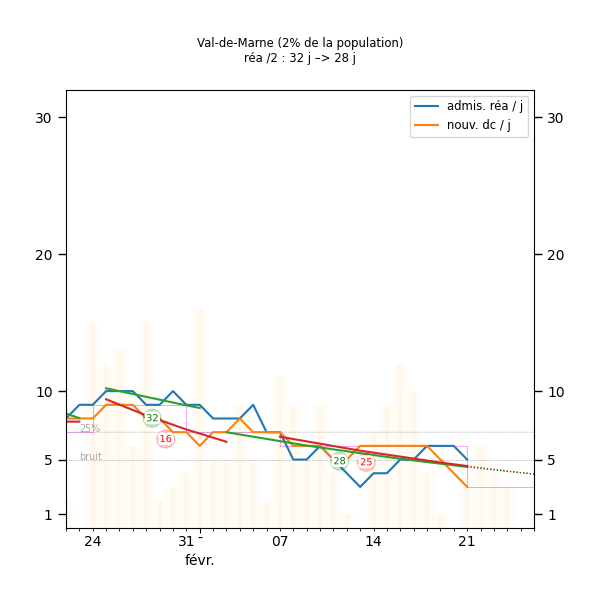 Val-de-Marne (2% de la population)
réa /2 : 32 j –> 28 j
admis. réa / j
nouv. dc / j
30 30
20 20
10 10
25%
32
16
bruit
28
25
5 5
1 1
24 31 - 07 14 21
févr.